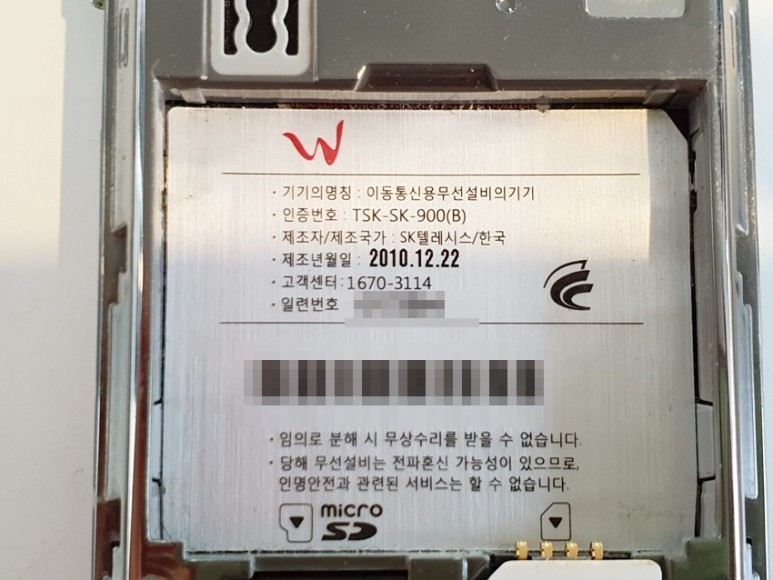 W
· 기기의명칭 : 이동통신용무선설비의기기
· 인증번호 : TSK-SK-900(B)
· 제조자/제조국가 : SK텔레시스/한국
· 제조년월일 : 2010.12.22
· 고객센터 : 1670-3114
· 일련번호
· 임의로 분해 시 무상수리를 받을 수 없습니다.
· 당해 무선설비는 전파혼신 가능성이 있으므로,
인명안전과 관련된 서비스는 할 수 없습니다.
micro
SD